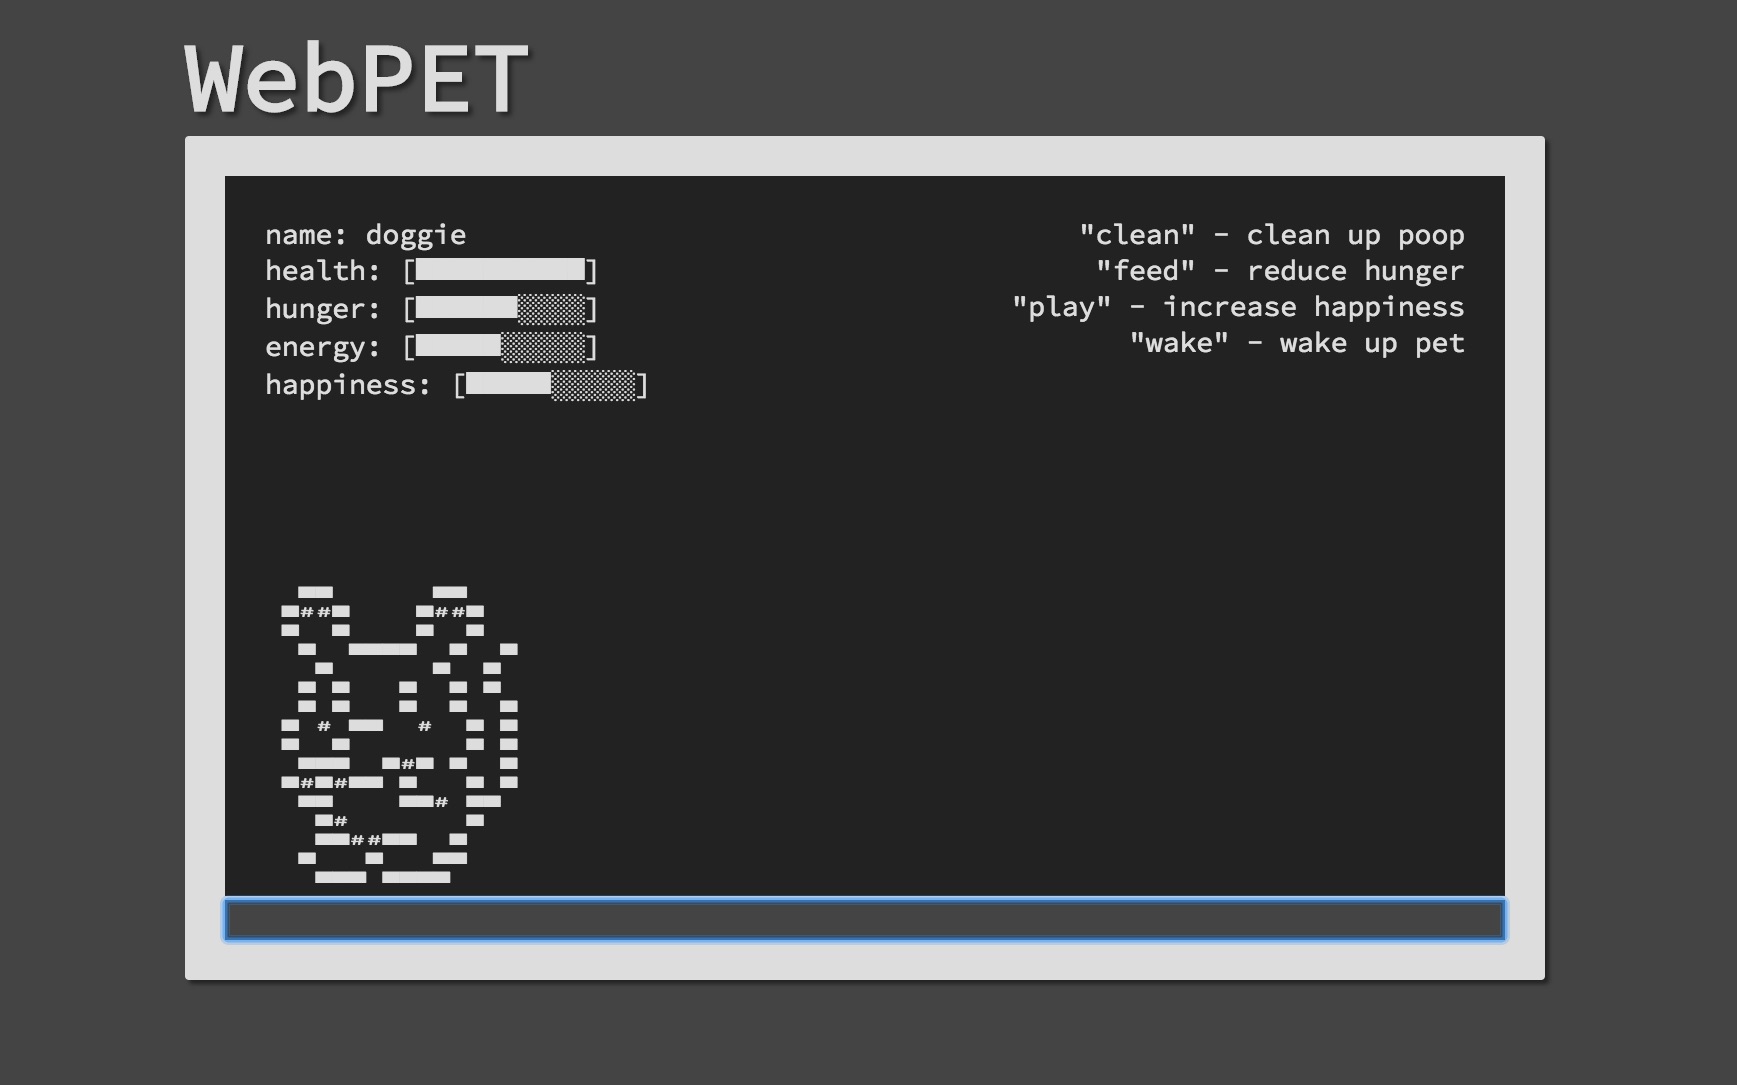 WebPET
name: doggie
health: [██████████]
hunger: [██████░░░░]
energy: [█████░░░░░]
happiness: [█████░░░░░]
"clean" - clean up poop
"feed" - reduce hunger
"play" - increase happiness
"wake" - wake up pet